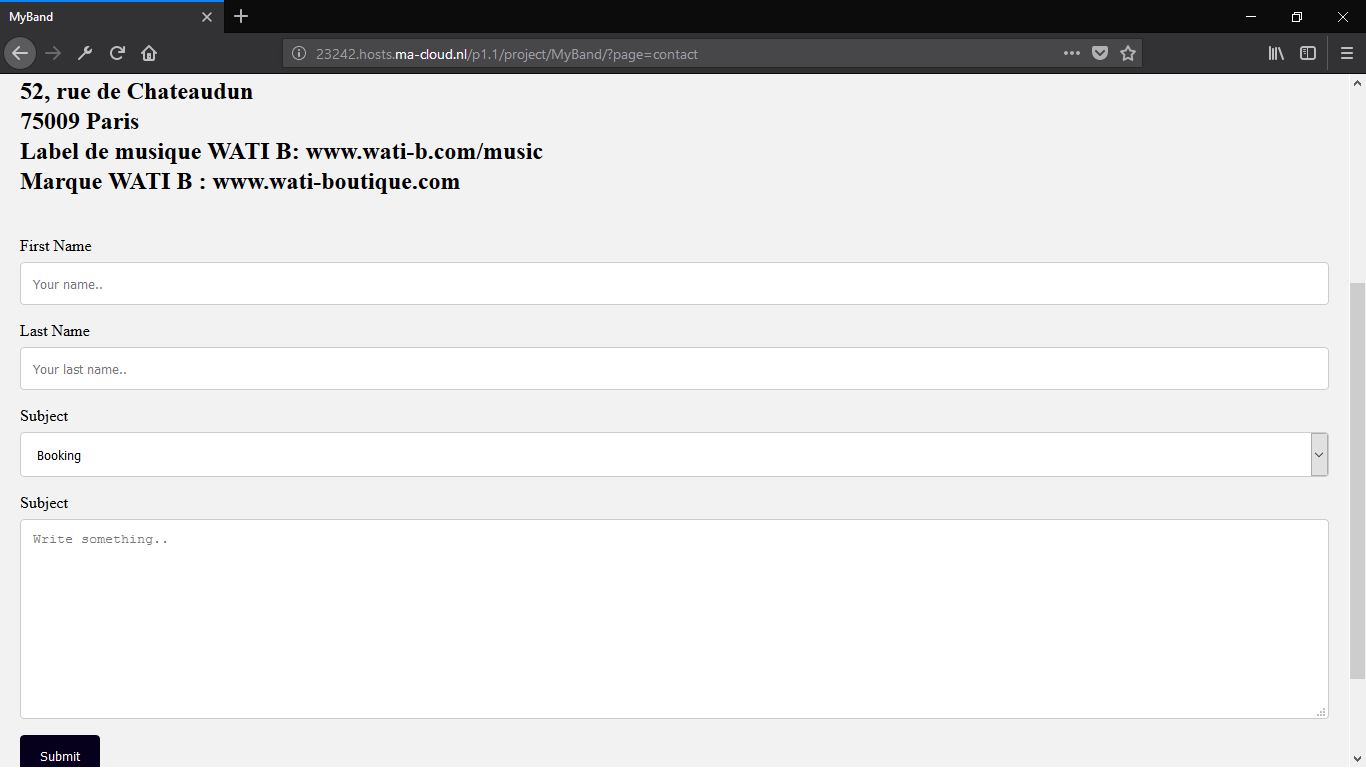 MyBand
23242.hosts.ma-cloud.nl/p1.1/project/MyBand/?page=contact
52, rue de Chateaudun
75009 Paris
Label de musique WATI B: www.wati-b.com/music
Marque WATI B : www.wati-boutique.com
First Name
Your name..
Last Name
Your last name..
Subject
Booking
Subject
Write something..
Submit